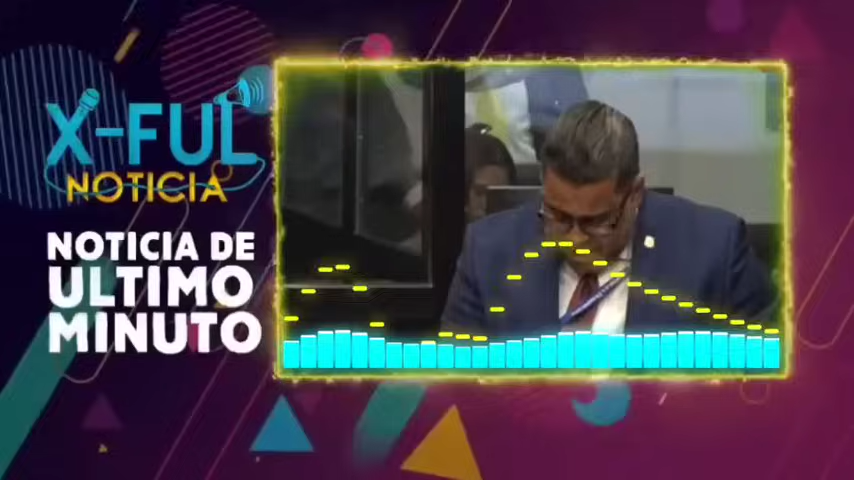 X-FUL
NOTICIA
NOTICIA DE
ULTIMO
MINUTO